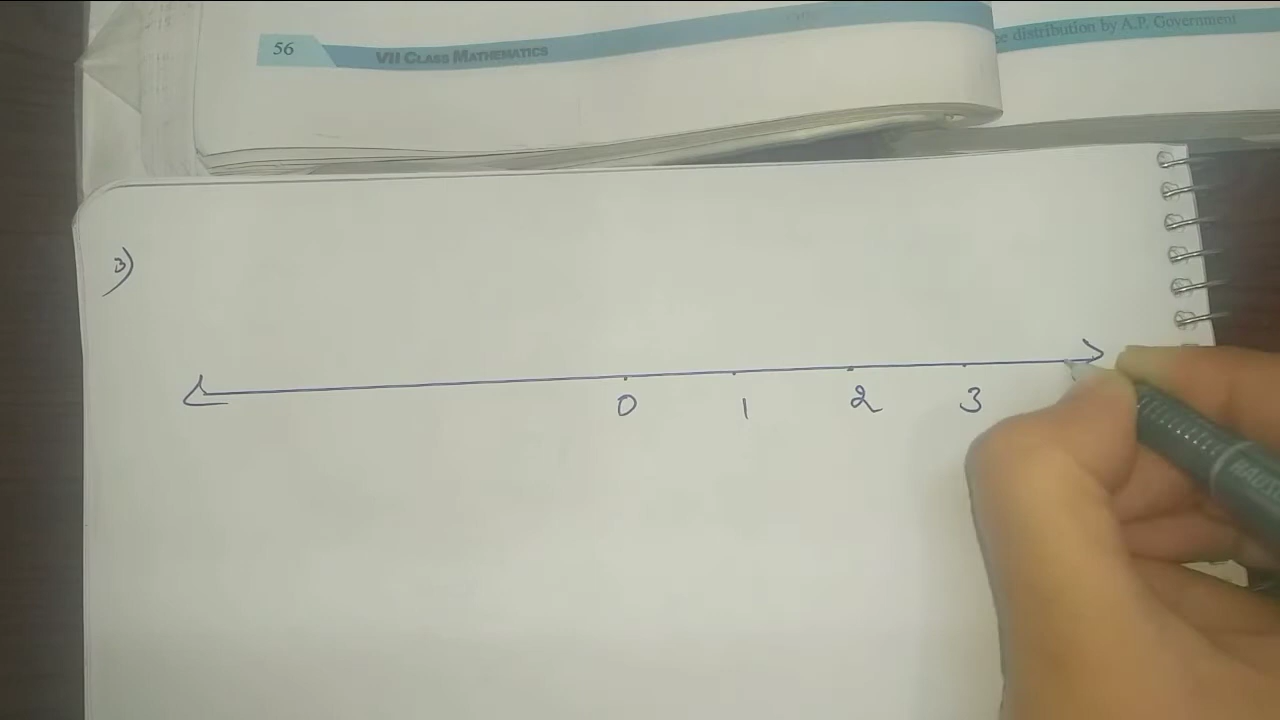 56 VII CLASS MATHEMATICS
distribution by A.P. Government
3)
0 1 2 3